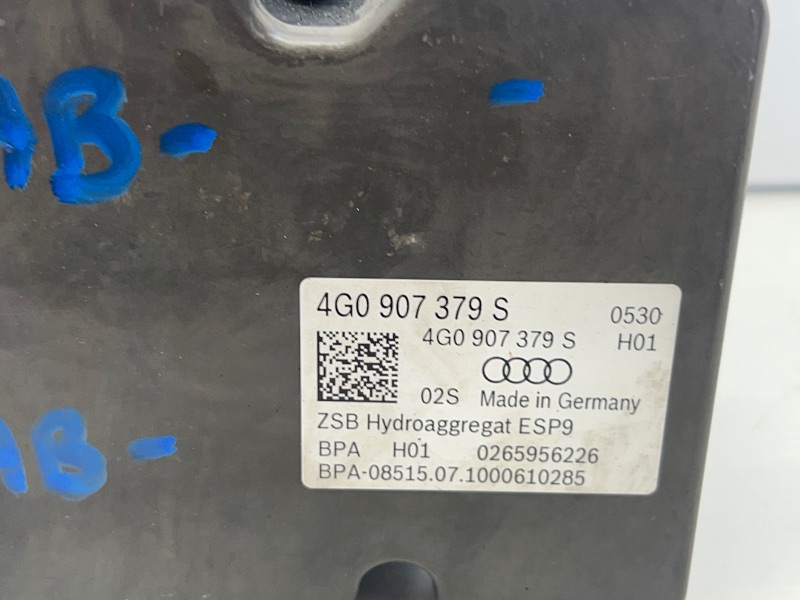 AB-
-
4G0 907 379 S 0530
4G0 907 379 S H01
02S Made in Germany
ZSB Hydroaggregat ESP9
BPA H01 0265956226
BPA-08515.07.1000610285
AB-